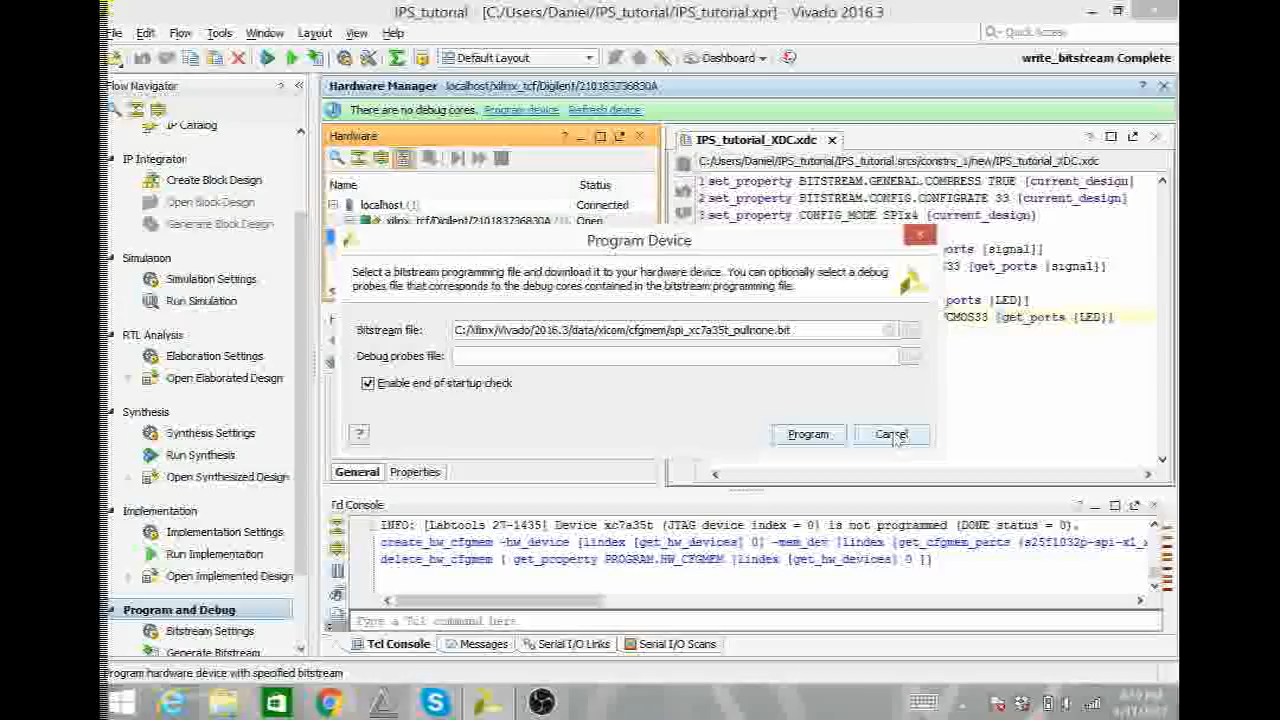 IPS_tutorial - [C:/Users/Daniel/IPS_tutorial/IPS_tutorial.xpr] - Vivado 2016.3
File Edit Flow Tools Window Layout View Help
Quick Access
Default Layout
Dashboard
write_bitstream Complete
Flow Navigator
IP Catalog
IP Integrator
Create Block Design
Open Block Design
Generate Block Design
Simulation
Simulation Settings
Run Simulation
RTL Analysis
Elaboration Settings
Open Elaborated Design
Synthesis
Synthesis Settings
Run Synthesis
Open Synthesized Design
Implementation
Implementation Settings
Run Implementation
Open Implemented Design
Program and Debug
Bitstream Settings
Generate Bitstream
Hardware Manager localhost/xilinx_tcf/Digilent/210183736830A
There are no debug cores. Program device Refresh device
Hardware
Name Status
localhost (1) Connected
xilinx_tcf/Digilent/210183736830A Open
General Properties
IPS_tutorial_XDC.xdc
C:/Users/Daniel/IPS_tutorial/IPS_tutorial.srcs/constrs_1/new/IPS_tutorial_XDC.xdc
1 set_property BITSTREAM.GENERAL.COMPRESS TRUE [current_design]
2 set_property BITSTREAM.CONFIG.CONFIGRATE 33 [current_design]
3 set_property CONFIG_MODE SPIx4 [current_design]
ports {signal}]
33 [get_ports {signal}]
ports {LED}]
CMOS33 [get_ports {LED}]
Program Device
Select a bitstream programming file and download it to your hardware device. You can optionally select a debug
probes file that corresponds to the debug cores contained in the bitstream programming file.
Bitstream file: C:/Xilinx/Vivado/2016.3/data/xicom/cfgmem/spi_xc7a35t_pullnone.bit
Debug probes file:
Enable end of startup check
? Program Cancel
Tcl Console
INFO: [Labtools 27-1435] Device xc7a35t (JTAG device index = 0) is not programmed (DONE status = 0).
create_hw_cfgmem -hw_device [lindex [get_hw_devices] 0] -mem_dev [lindex [get_cfgmem_parts {s25fl032p-spi-x1_x
delete_hw_cfgmem [ get_property PROGRAM.HW_CFGMEM [lindex [get_hw_devices] 0 ]]
Type a Tcl command here
Tcl Console Messages Serial I/O Links Serial I/O Scans
Program hardware device with specified bitstream